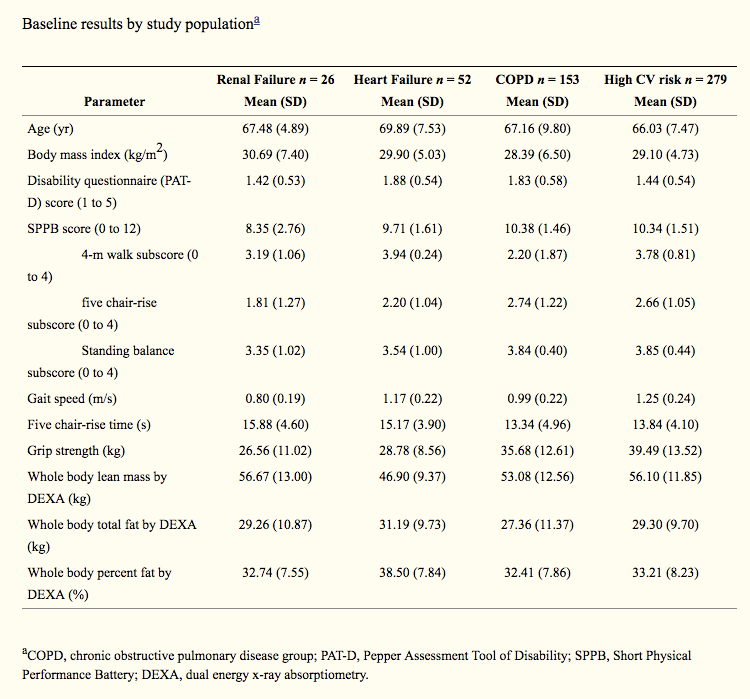 Baseline results by study populationa
Renal Failure n = 26 Heart Failure n = 52 COPD n = 153 High CV risk n = 279
Parameter Mean (SD) Mean (SD) Mean (SD) Mean (SD)
Age (yr) 67.48 (4.89) 69.89 (7.53) 67.16 (9.80) 66.03 (7.47)
Body mass index (kg/m2) 30.69 (7.40) 29.90 (5.03) 28.39 (6.50) 29.10 (4.73)
Disability questionnaire (PAT- 1.42 (0.53) 1.88 (0.54) 1.83 (0.58) 1.44 (0.54)
D) score (1 to 5)
SPPB score (0 to 12) 8.35 (2.76) 9.71 (1.61) 10.38 (1.46) 10.34 (1.51)
4-m walk subscore (0 3.19 (1.06) 3.94 (0.24) 2.20 (1.87) 3.78 (0.81)
to 4)
five chair-rise 1.81 (1.27) 2.20 (1.04) 2.74 (1.22) 2.66 (1.05)
subscore (0 to 4)
Standing balance 3.35 (1.02) 3.54 (1.00) 3.84 (0.40) 3.85 (0.44)
subscore (0 to 4)
Gait speed (m/s) 0.80 (0.19) 1.17 (0.22) 0.99 (0.22) 1.25 (0.24)
Five chair-rise time (s) 15.88 (4.60) 15.17 (3.90) 13.34 (4.96) 13.84 (4.10)
Grip strength (kg) 26.56 (11.02) 28.78 (8.56) 35.68 (12.61) 39.49 (13.52)
Whole body lean mass by 56.67 (13.00) 46.90 (9.37) 53.08 (12.56) 56.10 (11.85)
DEXA (kg)
Whole body total fat by DEXA 29.26 (10.87) 31.19 (9.73) 27.36 (11.37) 29.30 (9.70)
(kg)
Whole body percent fat by 32.74 (7.55) 38.50 (7.84) 32.41 (7.86) 33.21 (8.23)
DEXA (%)
aCOPD, chronic obstructive pulmonary disease group; PAT-D, Pepper Assessment Tool of Disability; SPPB, Short Physical
Performance Battery; DEXA, dual energy x-ray absorptiometry.